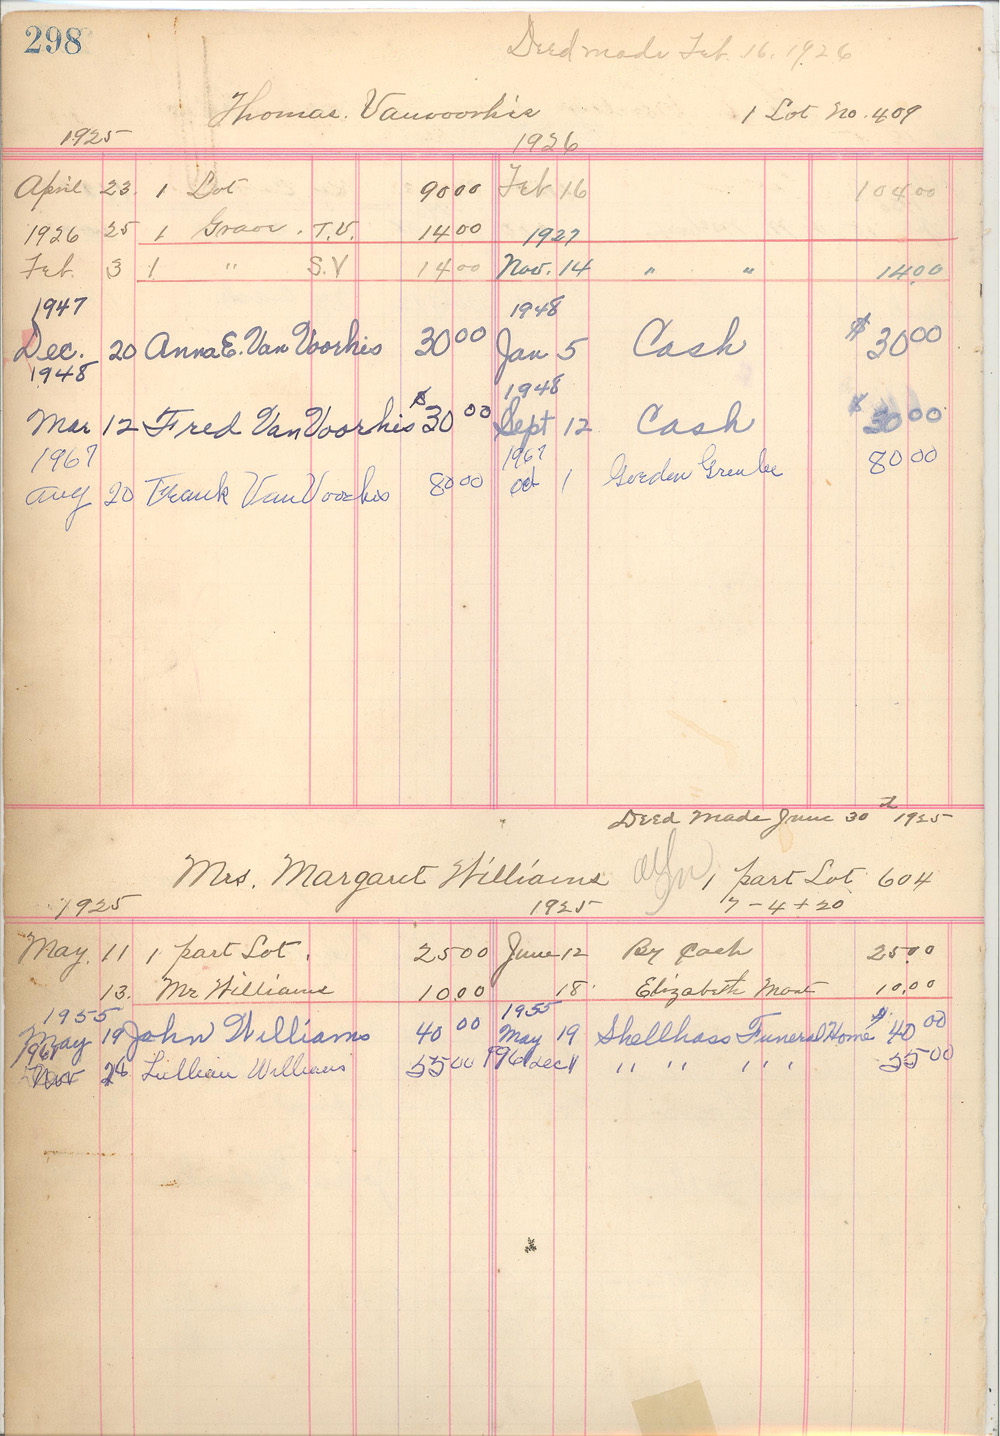 298
Deed made Feb. 16. 1926
Thomas. Vanvoorhis 1 Lot No. 409
1925 1926
April 23. 1 Lot 90 00 Feb 16 104 00
1926 25 1 Grave . T.V. 14 00 1927
Feb. 3 1 " S.V 14 00 Nov. 14 " " 14.00
1947 1948
Dec. 20 Anna E. Van Voorhis 30 00 Jan 5 Cash $30 00
1948 1948
Mar 12 Fred Van Voorhis $30 00 Sept 12 Cash $30 00
1967 1967
Aug 20 Frank Van Voorhis 80 00 Oct 1 80 00
Deed Made June 30th 1925
Mrs. Margaret Williams 1 part Lot 604
1925 1925 7-4+20
May. 11 1 part Lot . 25 00 June 12 By Cash 25.00
13. Mr Williams 10.00 18. Elizabeth 10.00
1955 1955
May 19 John Williams 40 00 May 19 Shellhass Funeral Home $40 00
Nov 28 Lillian Williams 55 00 Dec 1 " " " " 55 00